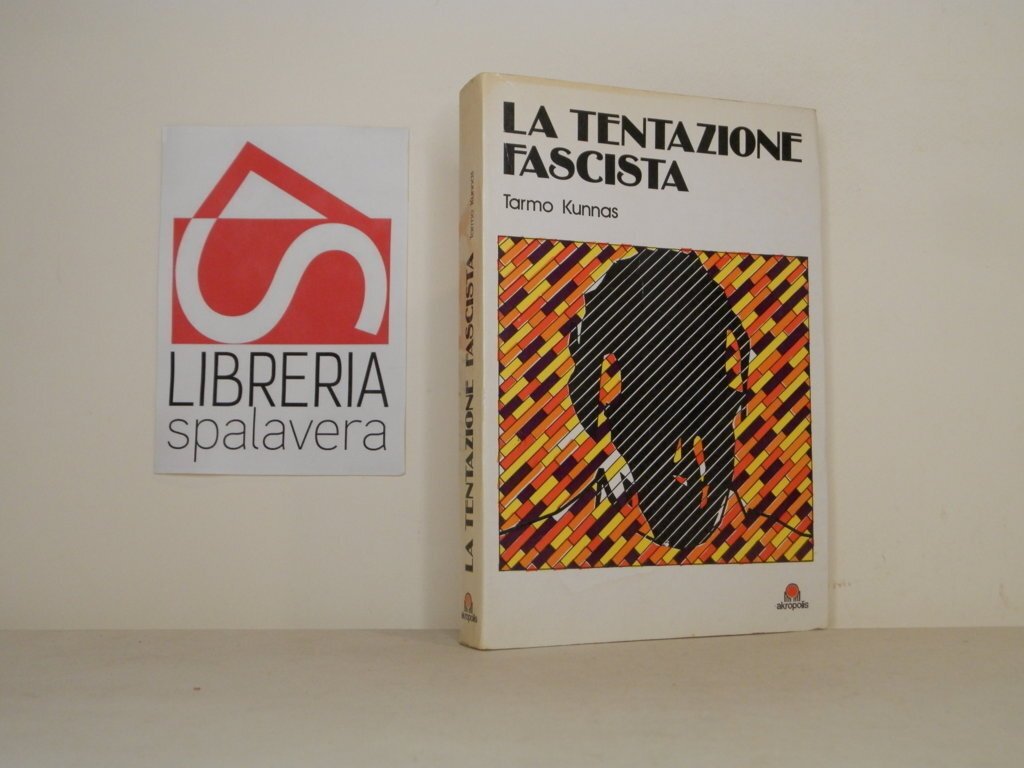 LIBRERIA
spalavera
LA TENTAZIONE FASCISTA
Tarmo Kunnas
akropolis
LA TENTAZIONE
FASCISTA
Tarmo Kunnas
akropolis